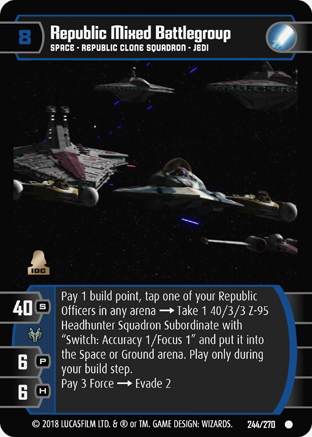 8 Republic Mixed Battlegroup
SPACE - REPUBLIC CLONE SQUADRON - JEDI
IDC
40 S
6 P
6 H
Pay 1 build point, tap one of your Republic
Officers in any arena → Take 1 40/3/3 Z-95
Headhunter Squadron Subordinate with
“Switch: Accuracy 1/Focus 1” and put it into
the Space or Ground arena. Play only during
your build step.
Pay 3 Force → Evade 2
© 2018 LUCASFILM LTD. & ® or TM. GAME DESIGN: WIZARDS. 244/270